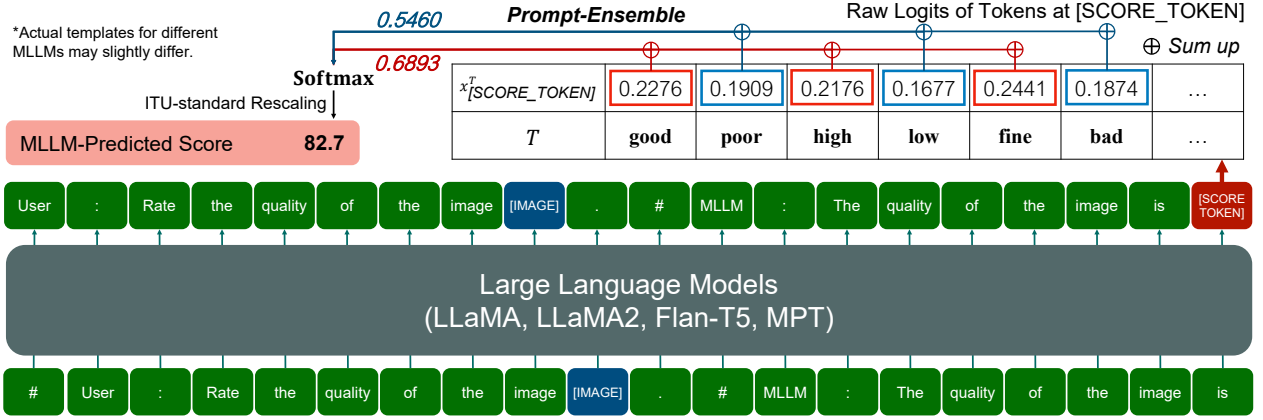 *Actual templates for different
MLLMs may slightly differ.
0.5460
Prompt-Ensemble
Raw Logits of Tokens at [SCORE_TOKEN]
0.6893
⊕ Sum up
Softmax
ITU-standard Rescaling
MLLM-Predicted Score 82.7
x^T_[SCORE_TOKEN] 0.2276 0.1909 0.2176 0.1677 0.2441 0.1874 …
T good poor high low fine bad …
User : Rate the quality of the image [IMAGE] . # MLLM : The quality of the image is [SCORE TOKEN]
Large Language Models
(LLaMA, LLaMA2, Flan-T5, MPT)
# User : Rate the quality of the image [IMAGE] . # MLLM : The quality of the image is